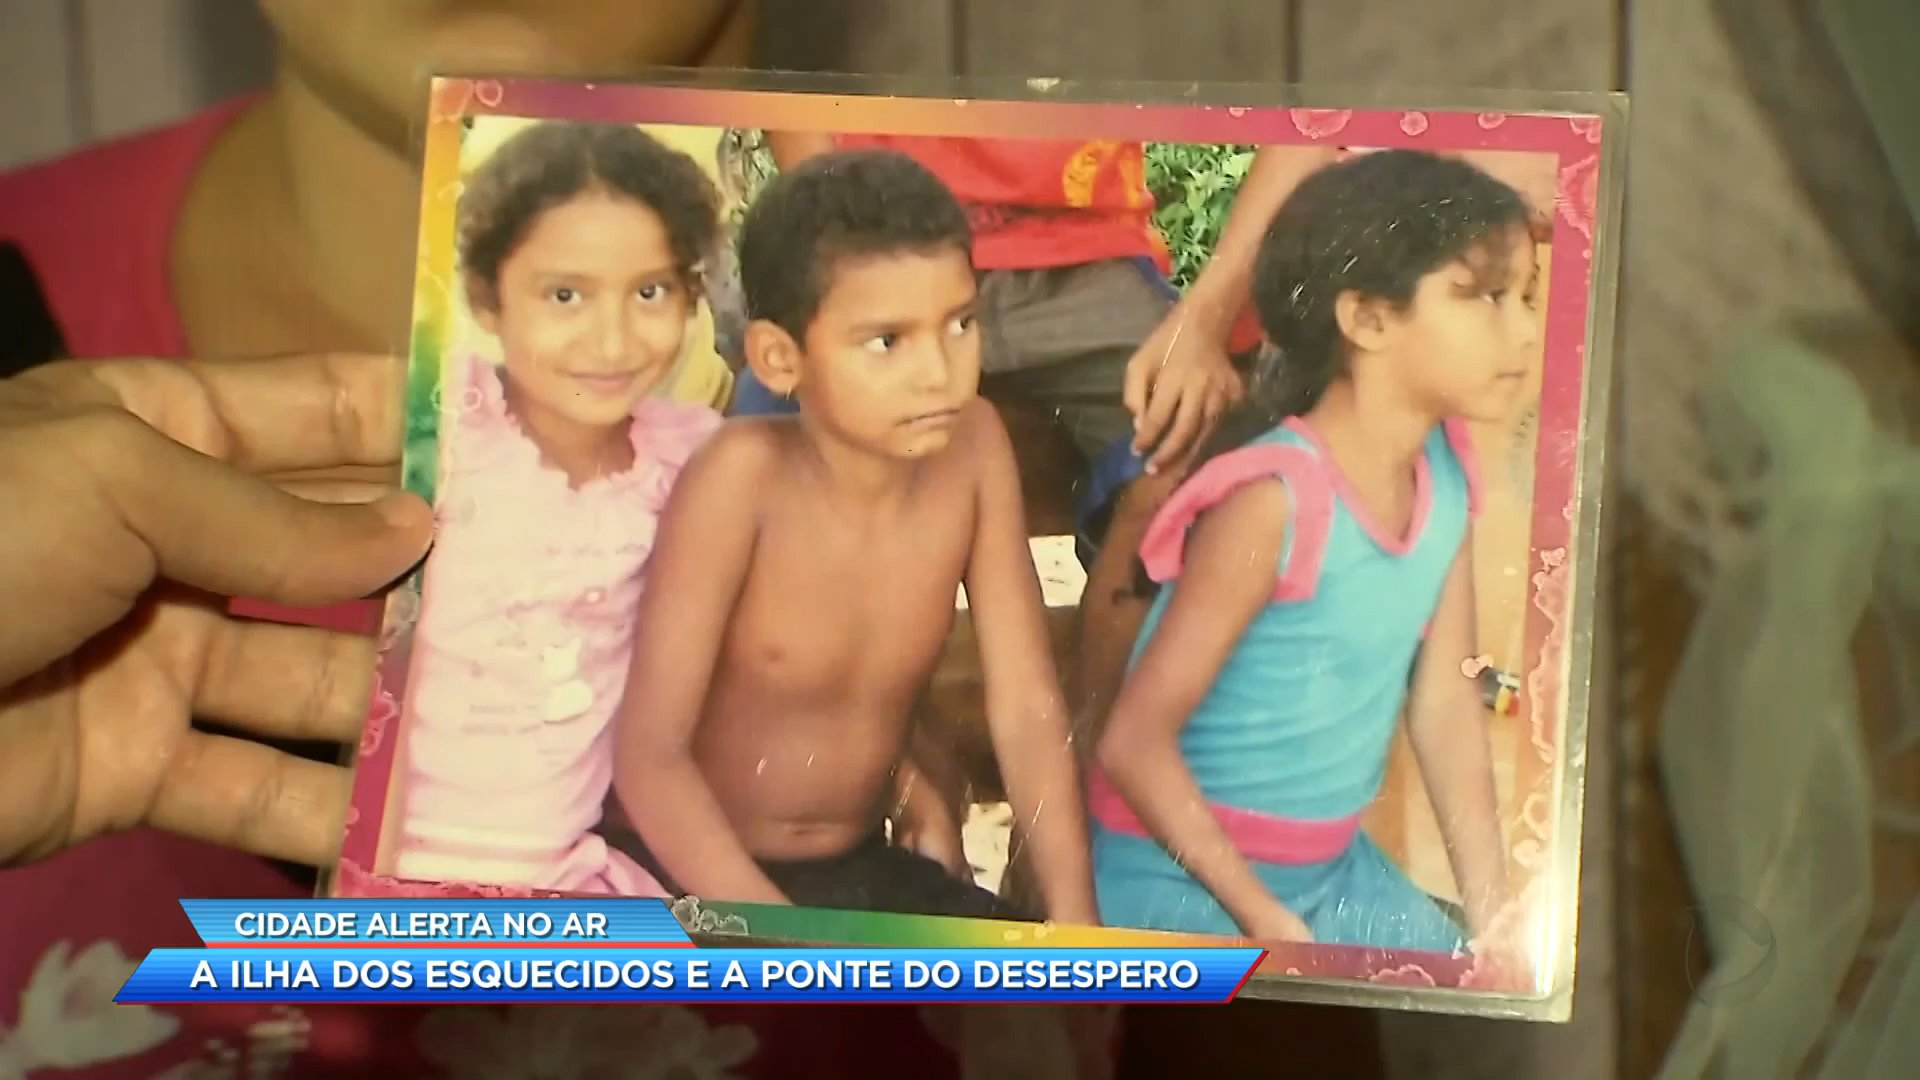 CIDADE ALERTA NO AR
A ILHA DOS ESQUECIDOS E A PONTE DO DESESPERO